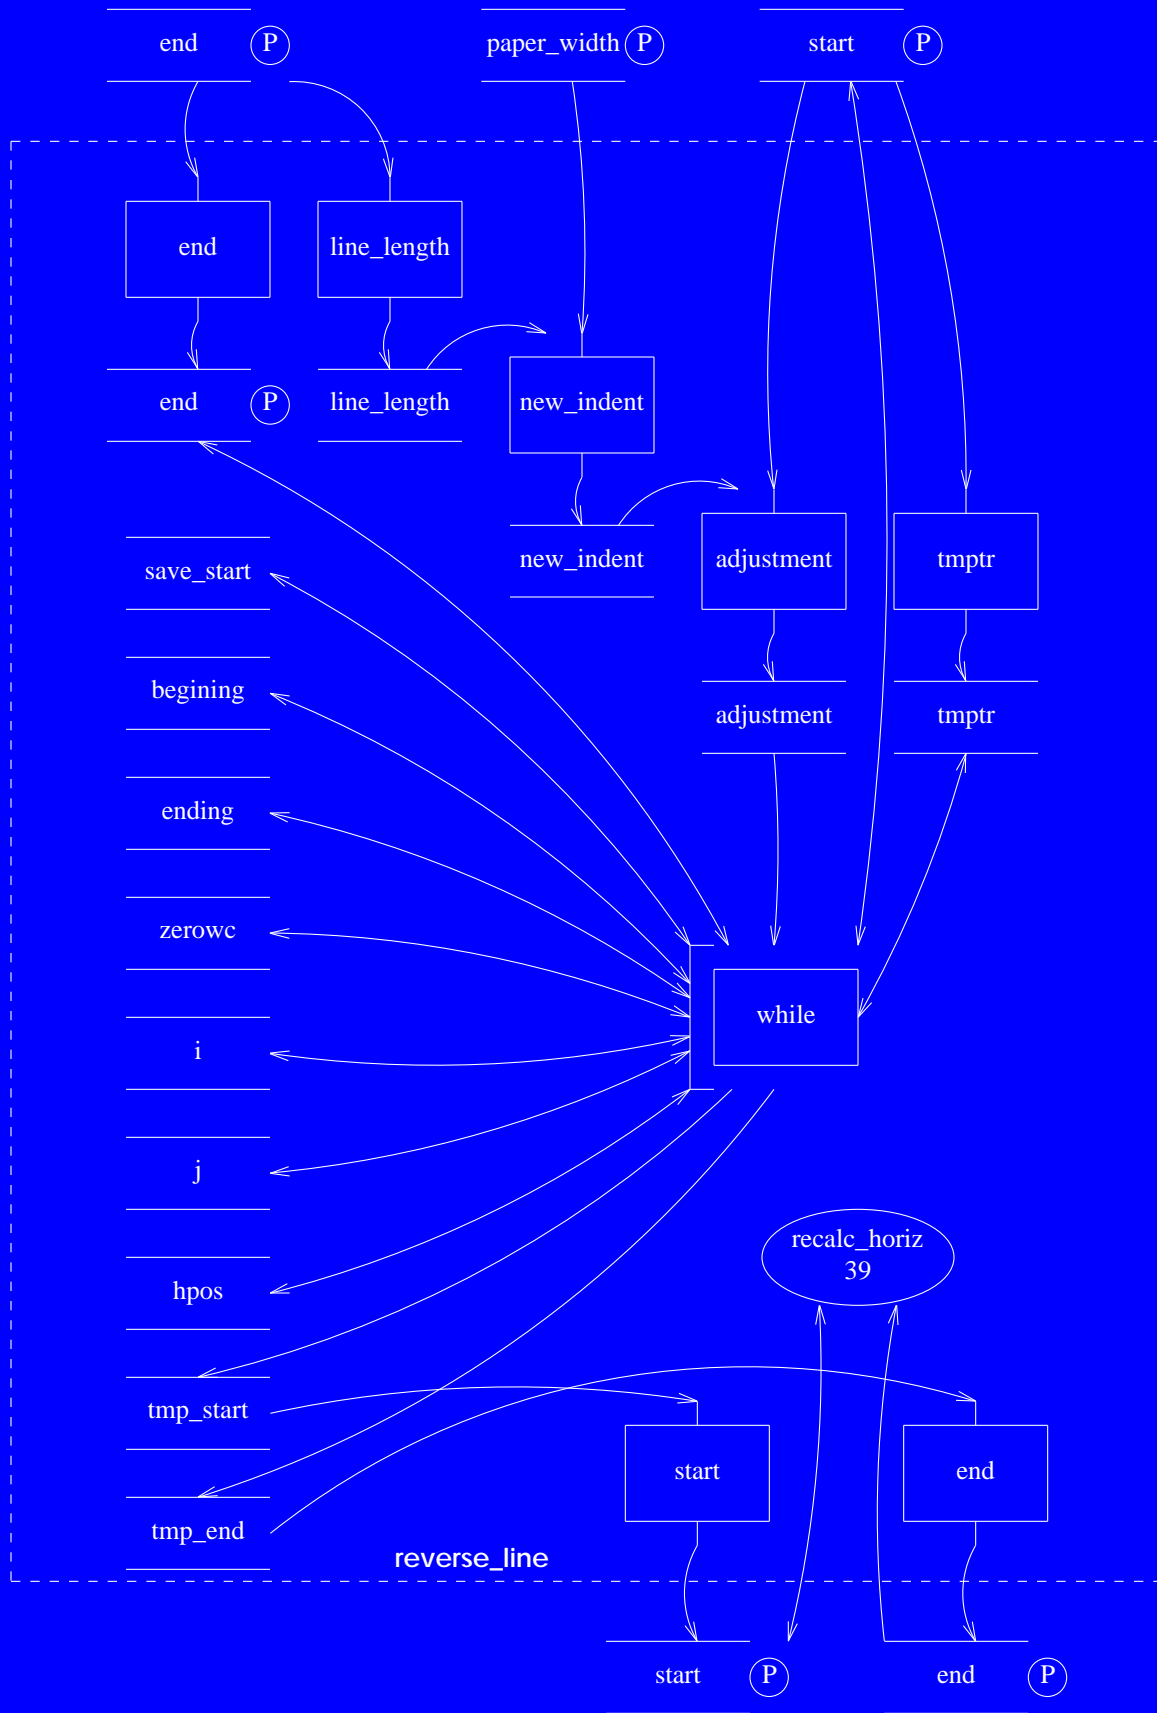 end P
paper_width P
start P
end
line_length
end P
line_length
new_indent
new_indent
adjustment
tmptr
save_start
begining
adjustment
tmptr
ending
zerowc
while
i
j
recalc_horiz
39
hpos
tmp_start
start
end
tmp_end
reverse_line
start P
end P